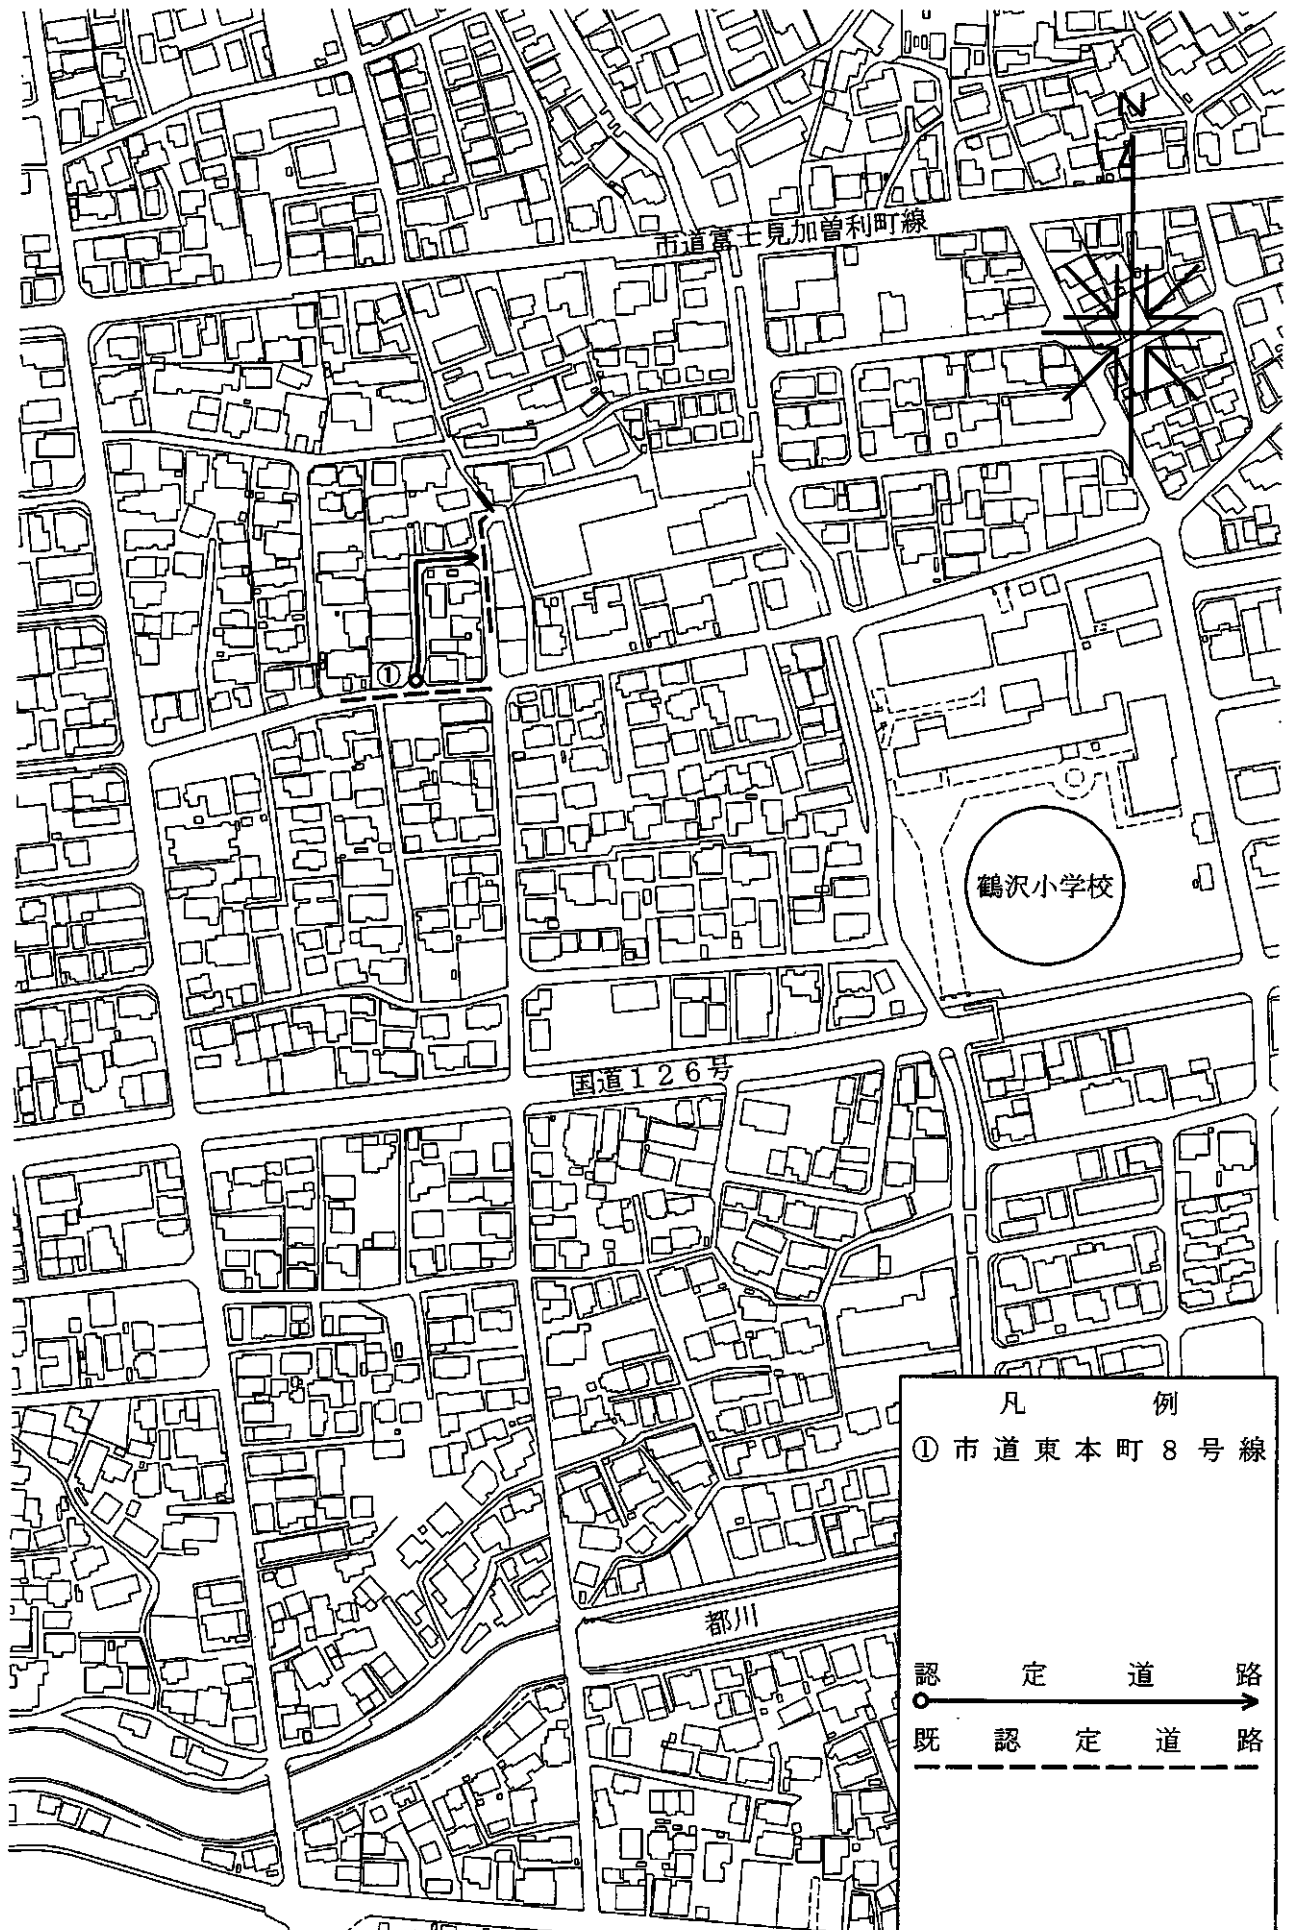 N
市道富士見加曽利町線
①
鶴沢小学校
国道126号
都川
凡例
① 市道東本町8号線
認定道路
既認定道路